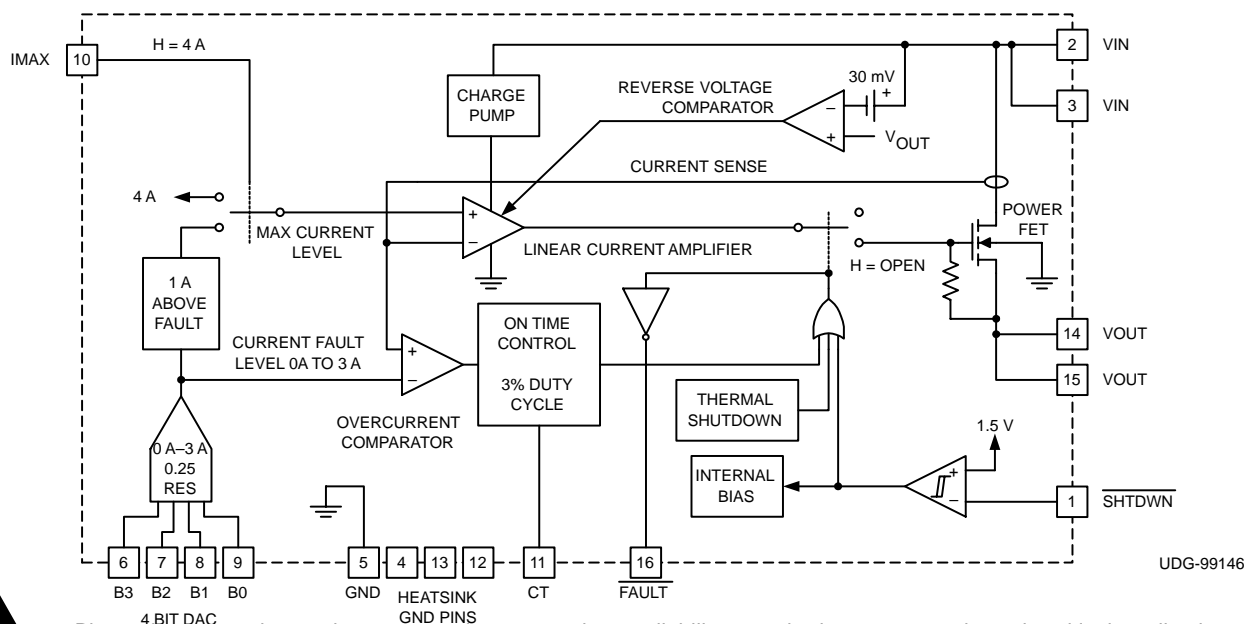 IMAX
10
H = 4 A
2
VIN
3
VIN
CHARGE
PUMP
REVERSE VOLTAGE
COMPARATOR
30 mV
+
–
+
VOUT
CURRENT SENSE
4 A
MAX CURRENT
LEVEL
+
–
LINEAR CURRENT AMPLIFIER
POWER
FET
H = OPEN
1 A
ABOVE
FAULT
CURRENT FAULT
LEVEL 0A TO 3 A
+
–
OVERCURRENT
COMPARATOR
ON TIME
CONTROL
3% DUTY
CYCLE
14
VOUT
15
VOUT
THERMAL
SHUTDOWN
1.5 V
0 A–3 A
0.25
RES
INTERNAL
BIAS
+
–
1
SHTDWN
6
7
8
9
5
4
13
12
11
16
B3
B2
B1
B0
GND
HEATSINK
GND PINS
CT
FAULT
4 BIT DAC
UDG-99146